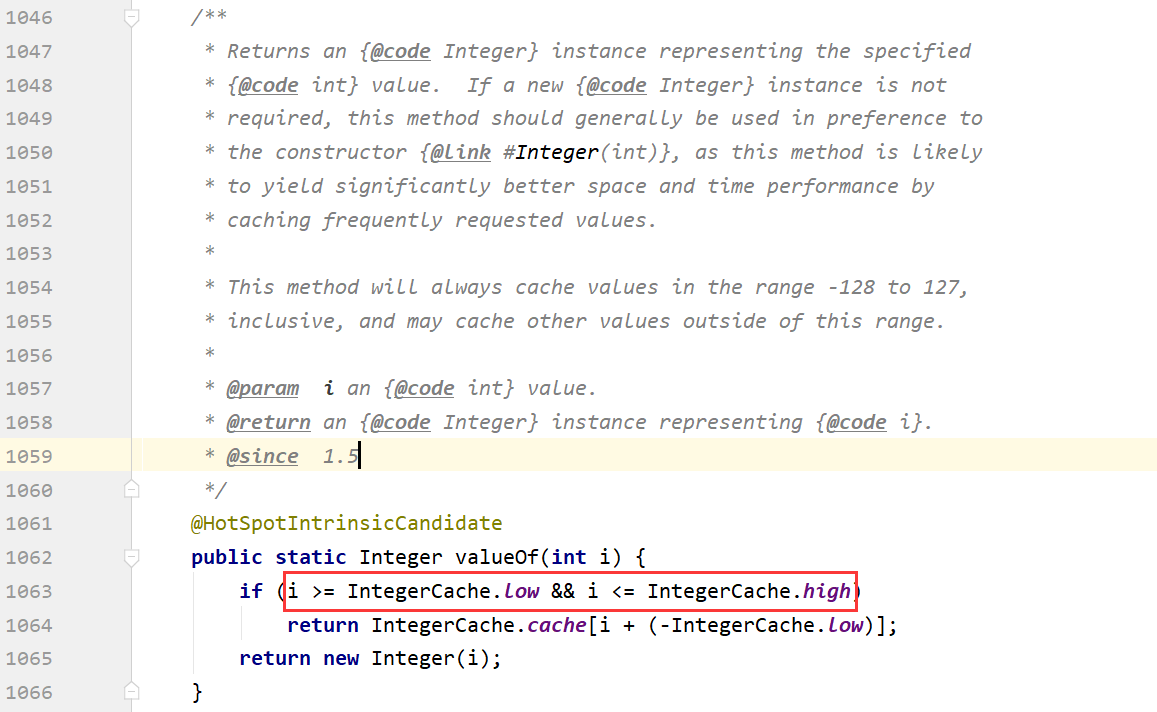 1046 /**
1047 * Returns an {@code Integer} instance representing the specified
1048 * {@code int} value.  If a new {@code Integer} instance is not
1049 * required, this method should generally be used in preference to
1050 * the constructor {@link #Integer(int)}, as this method is likely
1051 * to yield significantly better space and time performance by
1052 * caching frequently requested values.
1053 *
1054 * This method will always cache values in the range -128 to 127,
1055 * inclusive, and may cache other values outside of this range.
1056 *
1057 * @param  i an {@code int} value.
1058 * @return an {@code Integer} instance representing {@code i}.
1059 * @since  1.5
1060 */
1061 @HotSpotIntrinsicCandidate
1062 public static Integer valueOf(int i) {
1063 if (i >= IntegerCache.low && i <= IntegerCache.high)
1064 return IntegerCache.cache[i + (-IntegerCache.low)];
1065 return new Integer(i);
1066 }